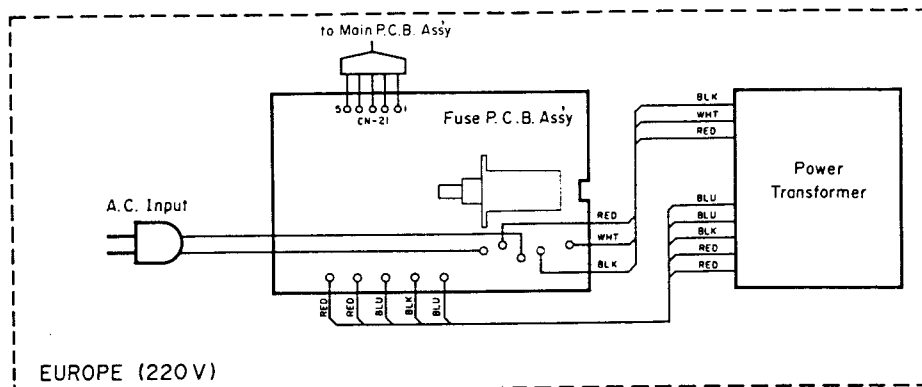 to Main P.C.B. Ass'y
5 1
CN-21
Fuse P.C.B. Ass'y
BLK
WHT
RED
Power
Transformer
A.C. Input
BLU
BLU
BLK
RED
RED
RED
WHT
BLK
RED
RED
BLU
BLK
BLU
EUROPE (220V)